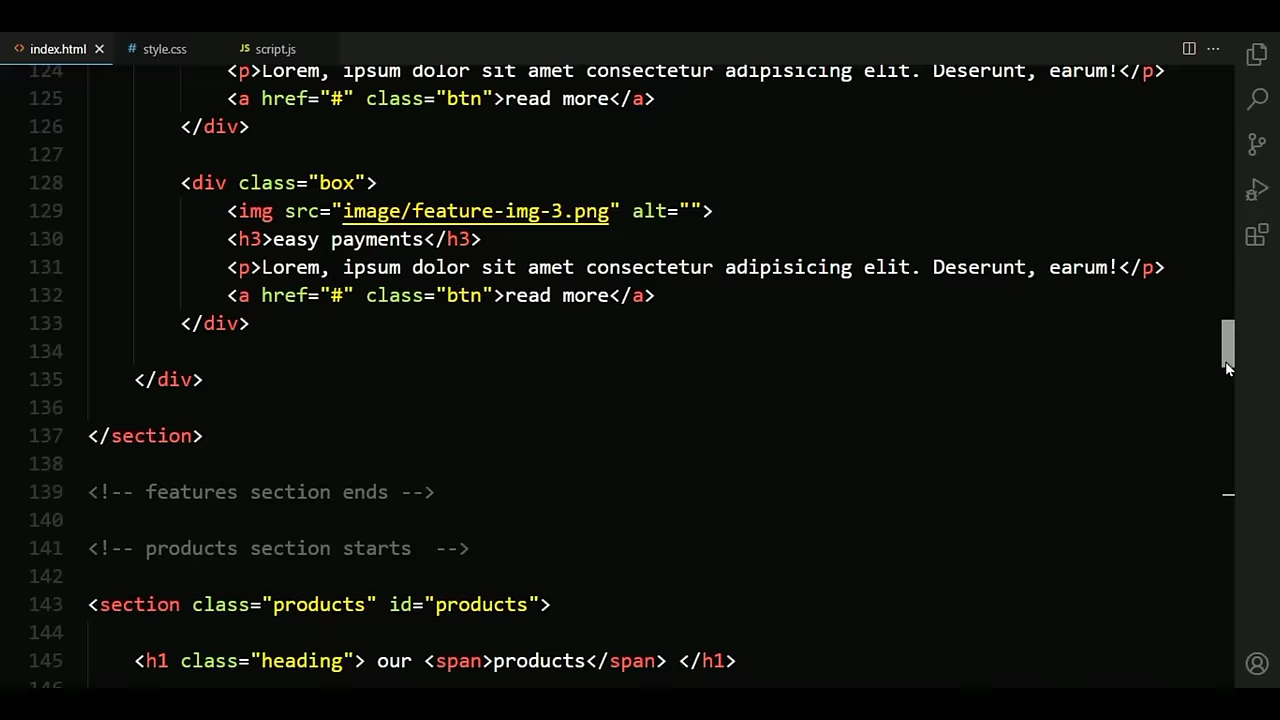 index.html
style.css
script.js
124 <p>Lorem, ipsum dolor sit amet consectetur adipisicing elit. Deserunt, earum!</p>
125 <a href="#" class="btn">read more</a>
126 </div>
127
128 <div class="box">
129 <img src="image/feature-img-3.png" alt="">
130 <h3>easy payments</h3>
131 <p>Lorem, ipsum dolor sit amet consectetur adipisicing elit. Deserunt, earum!</p>
132 <a href="#" class="btn">read more</a>
133 </div>
134
135 </div>
136
137 </section>
138
139 <!-- features section ends -->
140
141 <!-- products section starts  -->
142
143 <section class="products" id="products">
144
145 <h1 class="heading"> our <span>products</span> </h1>